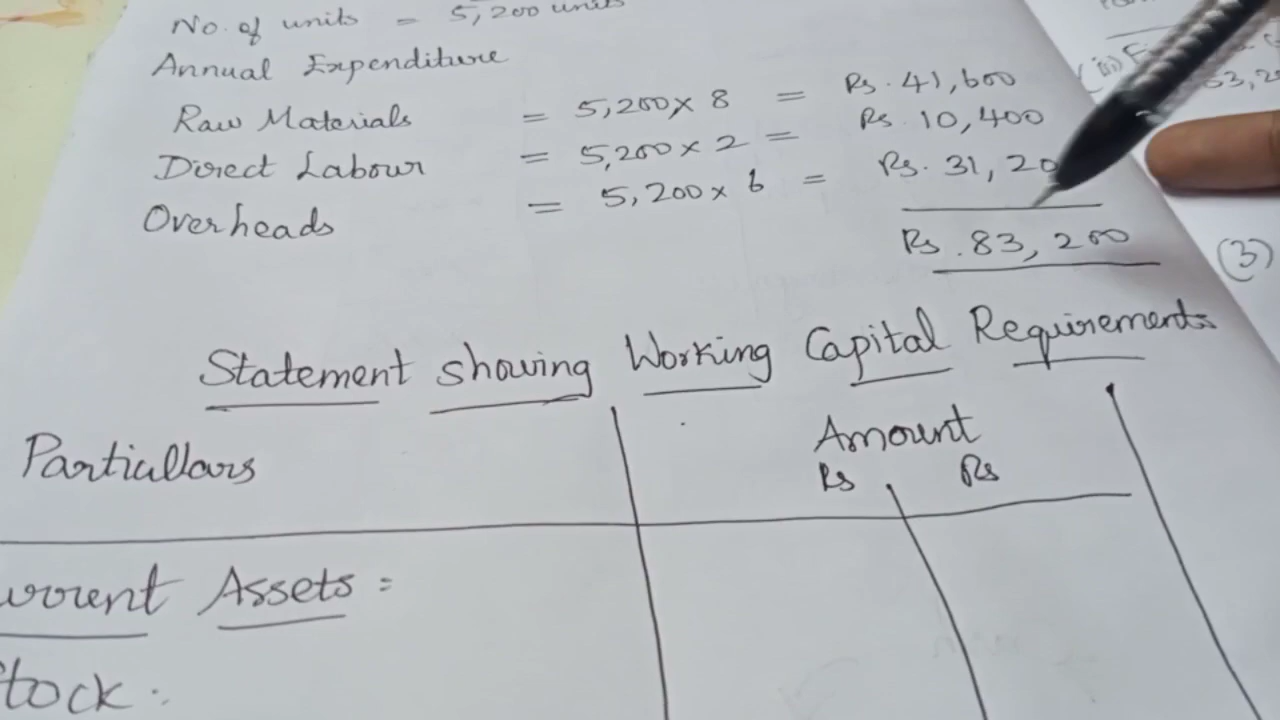 No. of units = 5,200 units
Annual Expenditure
Raw Materials = 5,200 x 8 = Rs. 41,600
Direct Labour = 5,200 x 2 = Rs. 10,400
Overheads = 5,200 x 6 = Rs. 31,20
Rs. 83,200
Statement showing Working Capital Requirements
Particullars Amount
Rs Rs
urrent Assets :
tock :
(3)
(iii)